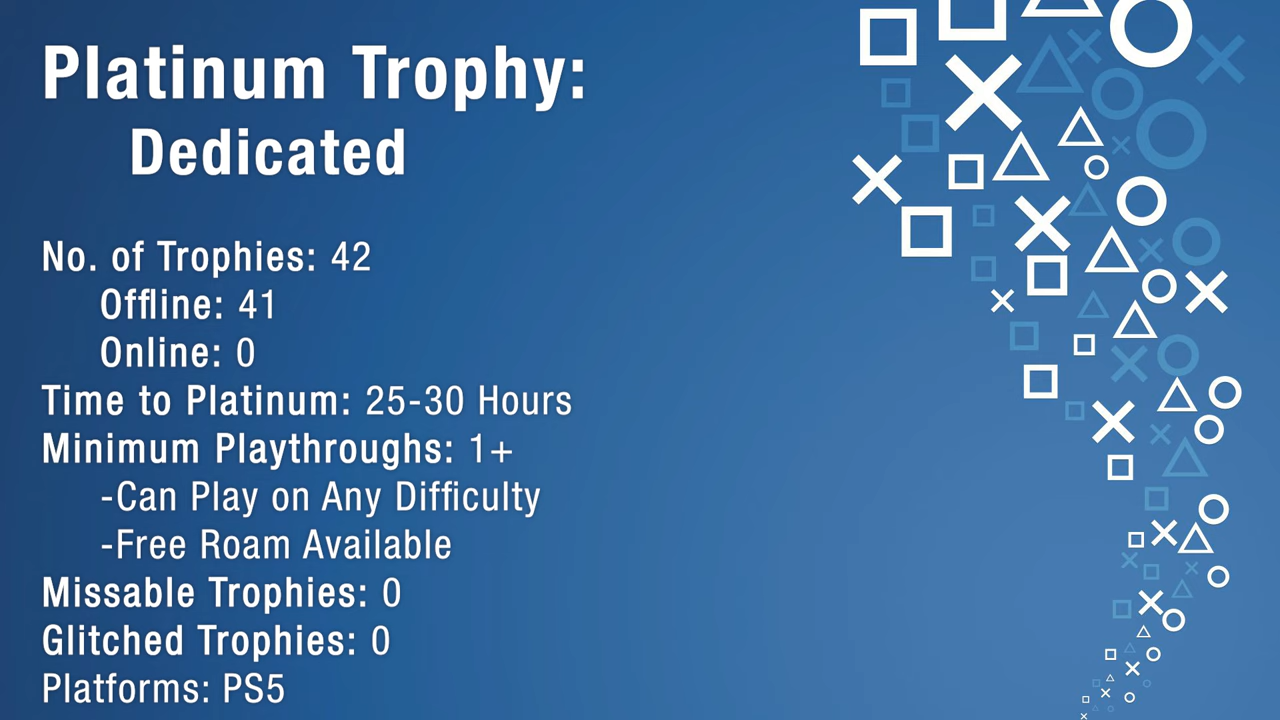 Platinum Trophy:
Dedicated
No. of Trophies: 42
Offline: 41
Online: 0
Time to Platinum: 25-30 Hours
Minimum Playthroughs: 1+
-Can Play on Any Difficulty
-Free Roam Available
Missable Trophies: 0
Glitched Trophies: 0
Platforms: PS5